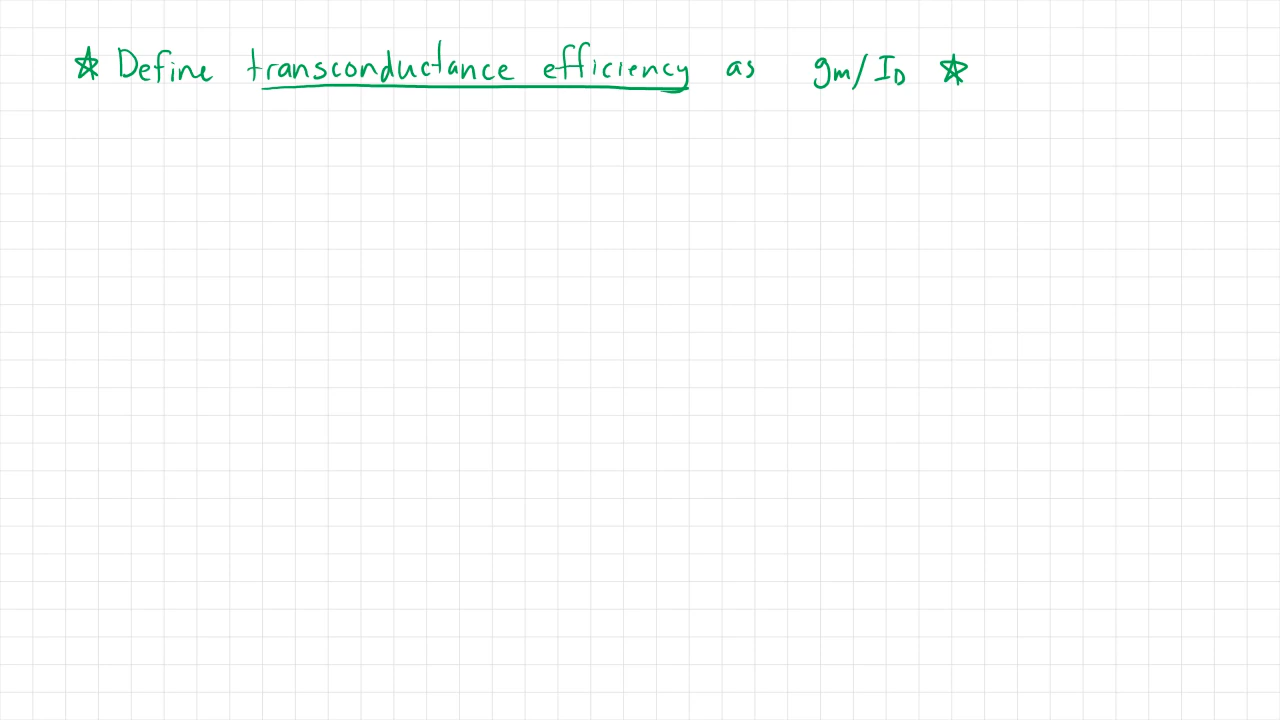 ☆ Define transconductance efficiency as gm/ID ☆